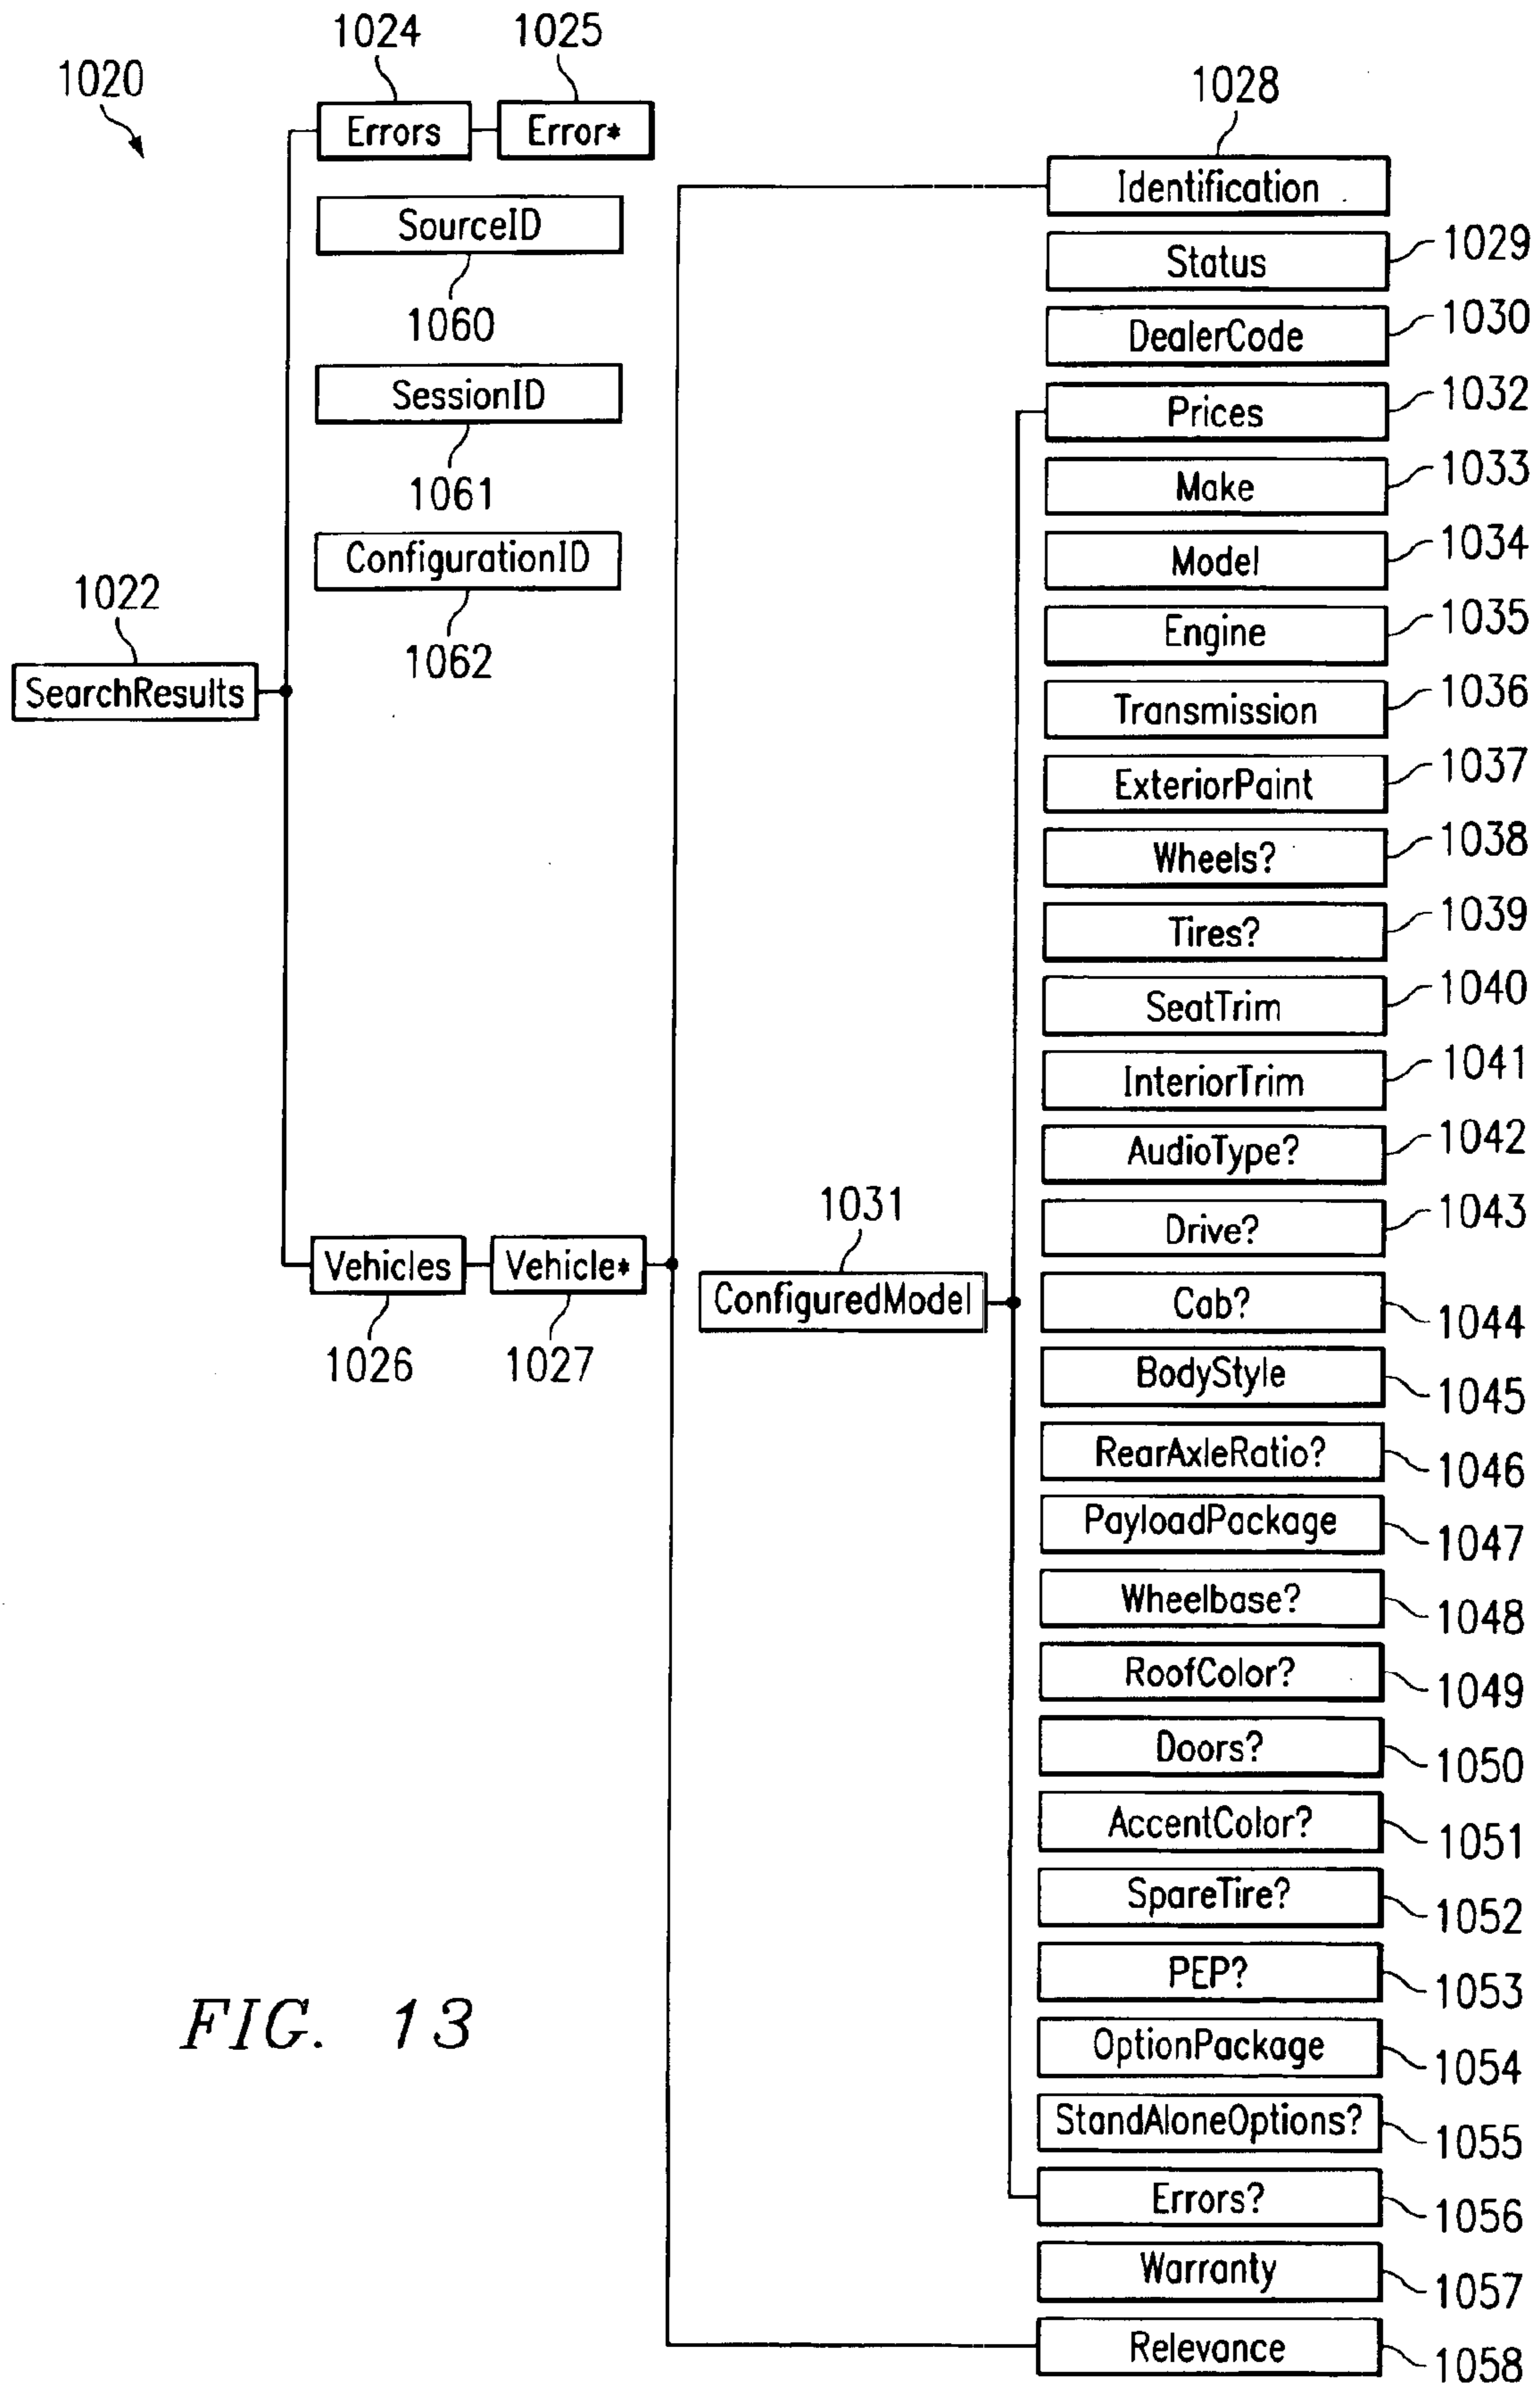 1024 1025
1020
1028
Errors Error*
Identification
SourceID
1029
Status
1060
1030
DealerCode
SessionID
1032
Prices
1061
1033
Make
ConfigurationID
1034
Model
1022
1062
1035
Engine
SearchResults
1036
Transmission
1037
ExteriorPaint
1038
Wheels?
1039
Tires?
1040
SeatTrim
1041
InteriorTrim
1042
AudioType?
1031
1043
Drive?
Vehicles Vehicle*
ConfiguredModel
Cab?
1044
1026 1027
BodyStyle
1045
RearAxleRatio?
1046
PayloadPackage
1047
Wheelbase?
1048
RoofColor?
1049
Doors?
1050
AccentColor?
1051
SpareTire?
1052
PEP?
1053
FIG. 13
OptionPackage
1054
StandAloneOptions?
1055
Errors?
1056
Warranty
1057
Relevance
1058